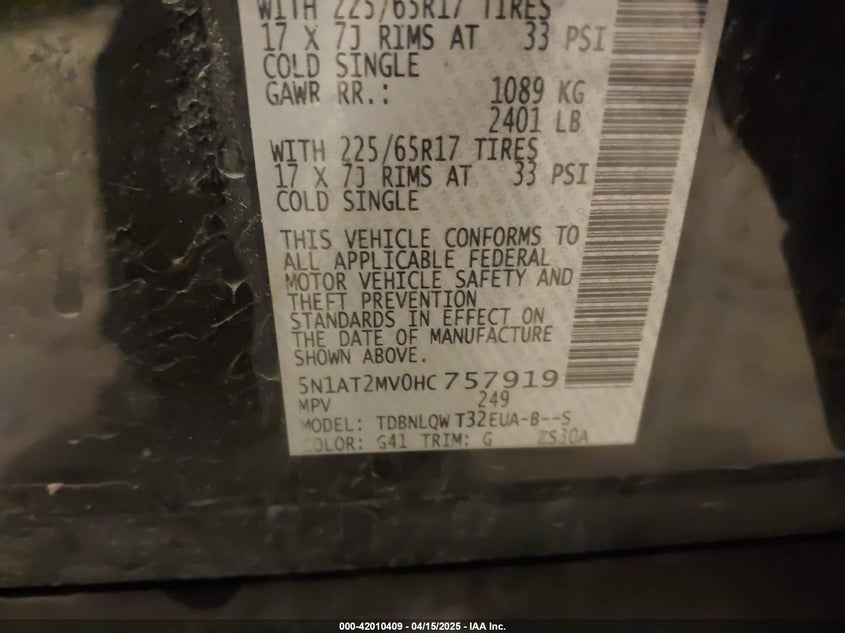 WITH 225/65R17 TIRES
17 X 7J RIMS AT 33 PSI
COLD SINGLE
GAWR RR.: 1089 KG
2401 LB
WITH 225/65R17 TIRES
17 X 7J RIMS AT 33 PSI
COLD SINGLE
THIS VEHICLE CONFORMS TO
ALL APPLICABLE FEDERAL
MOTOR VEHICLE SAFETY AND
THEFT PREVENTION
STANDARDS IN EFFECT ON
THE DATE OF MANUFACTURE
SHOWN ABOVE.
5N1AT2MV0HC757919
MPV 249
MODEL: TDBNLQW T32EUA-B--S
COLOR: G41 TRIM: G ZS30A
000-42010409 - 04/15/2025 - IAA Inc.